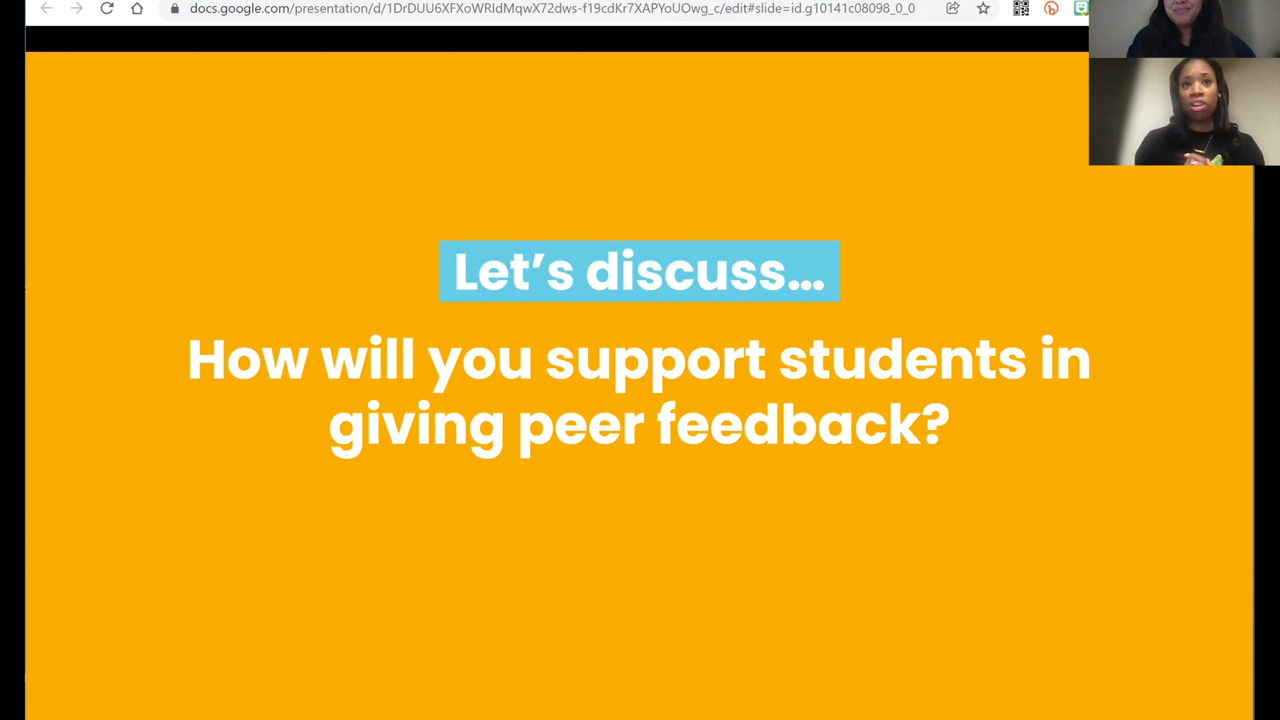 docs.google.com/presentation/d/1DrDUU6XFXoWRIdMqwX72dws-f19cdKr7XAPYoUOwg_c/edit#slide=id.g10141c08098_0_0
Let’s discuss...
How will you support students in
giving peer feedback?